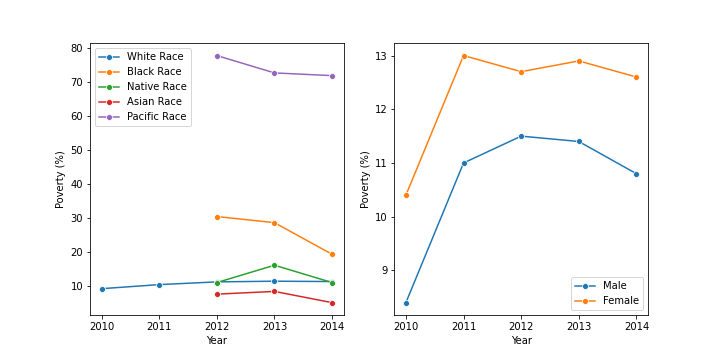 80
70
60
50
40
30
20
10
Poverty (%)
White Race
Black Race
Native Race
Asian Race
Pacific Race
2010 2011 2012 2013 2014
Year
13
12
11
10
9
Poverty (%)
Male
Female
2010 2011 2012 2013 2014
Year